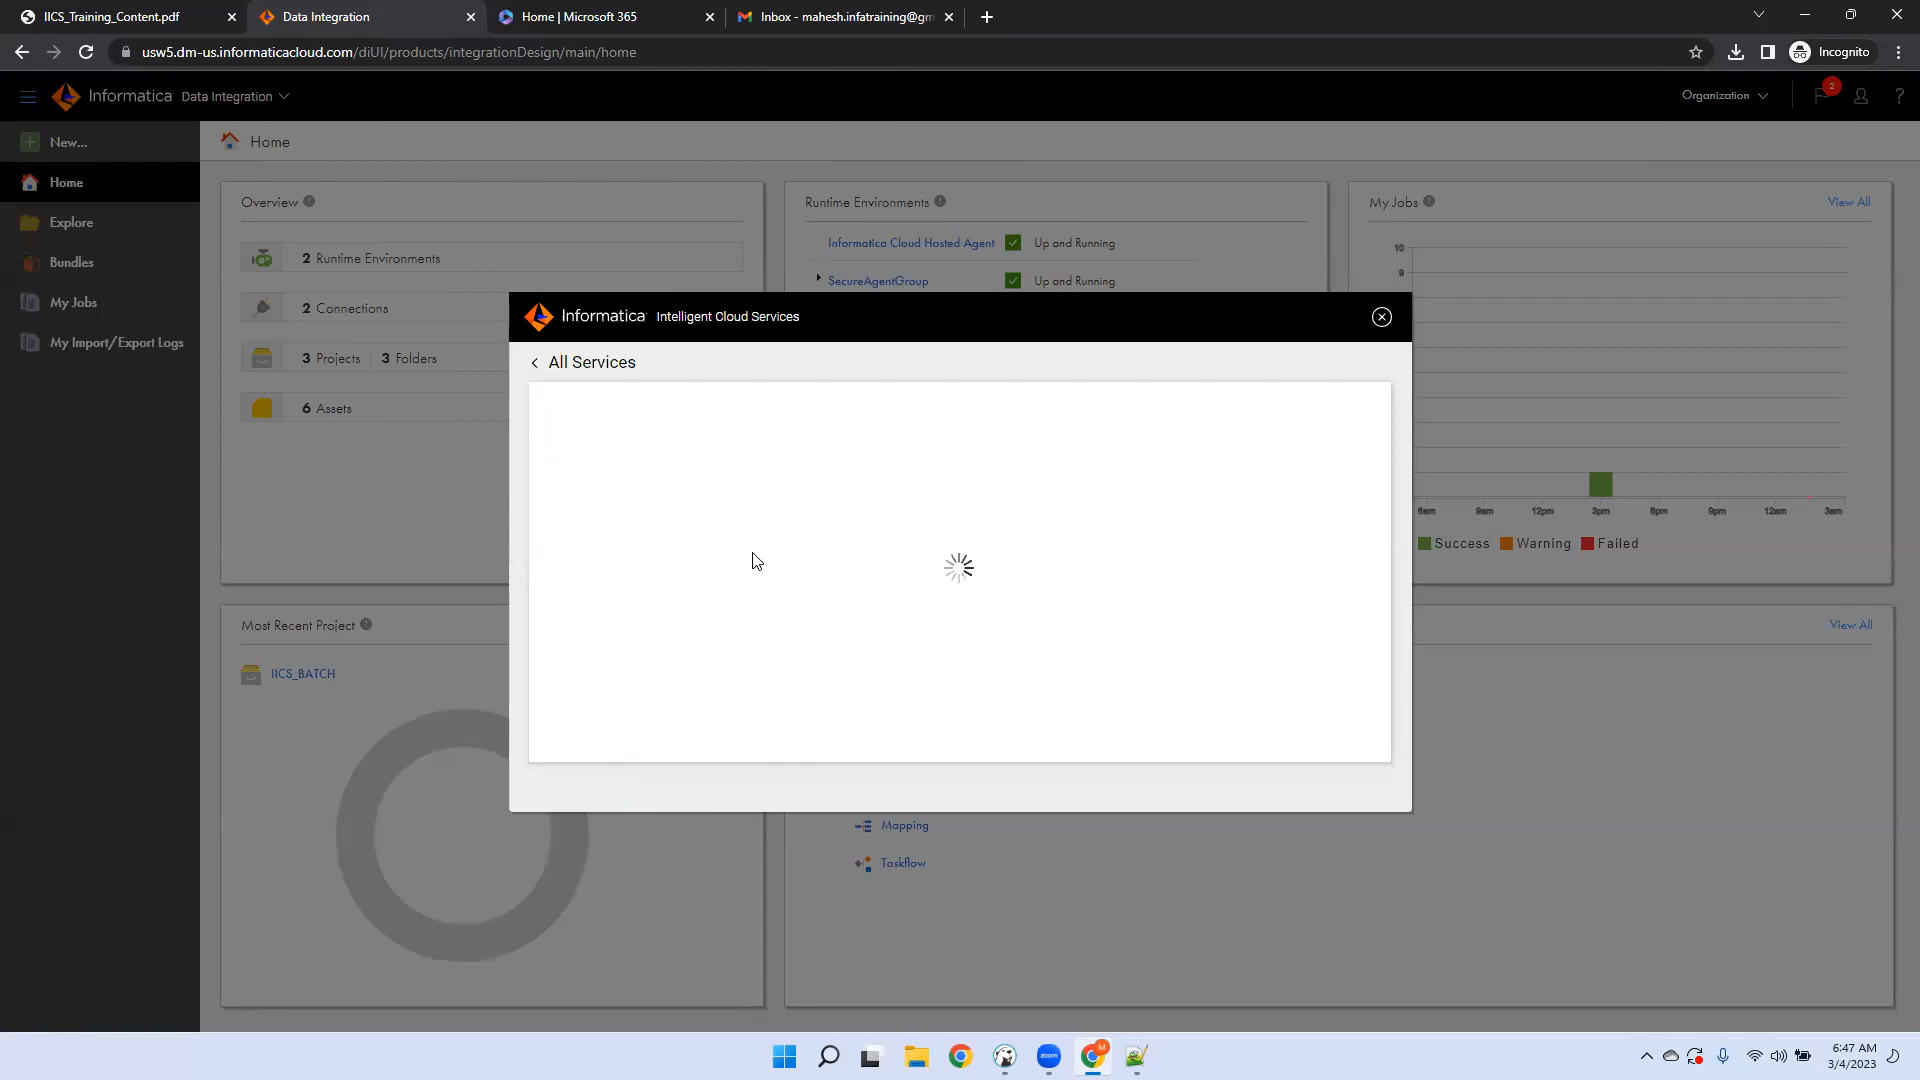 IICS_Training_Content.pdf
Data Integration
Home | Microsoft 365
Inbox - mahesh.infatraining@gm
usw5.dm-us.informaticacloud.com/diUI/products/integrationDesign/main/home
Incognito
Informatica Data Integration
Organization
2
?
New...
Home
Explore
Bundles
My Jobs
My Import/Export Logs
Home
Overview
2 Runtime Environments
2 Connections
3 Projects 3 Folders
6 Assets
Runtime Environments
Informatica Cloud Hosted Agent Up and Running
SecureAgentGroup Up and Running
My Jobs
View All
10
9
6am 9am 12pm 3pm 6pm 9pm 12am 3am
Success Warning Failed
Informatica Intelligent Cloud Services
< All Services
Most Recent Project
IICS_BATCH
View All
Mapping
Taskflow
zoom
M
6:47 AM
3/4/2023